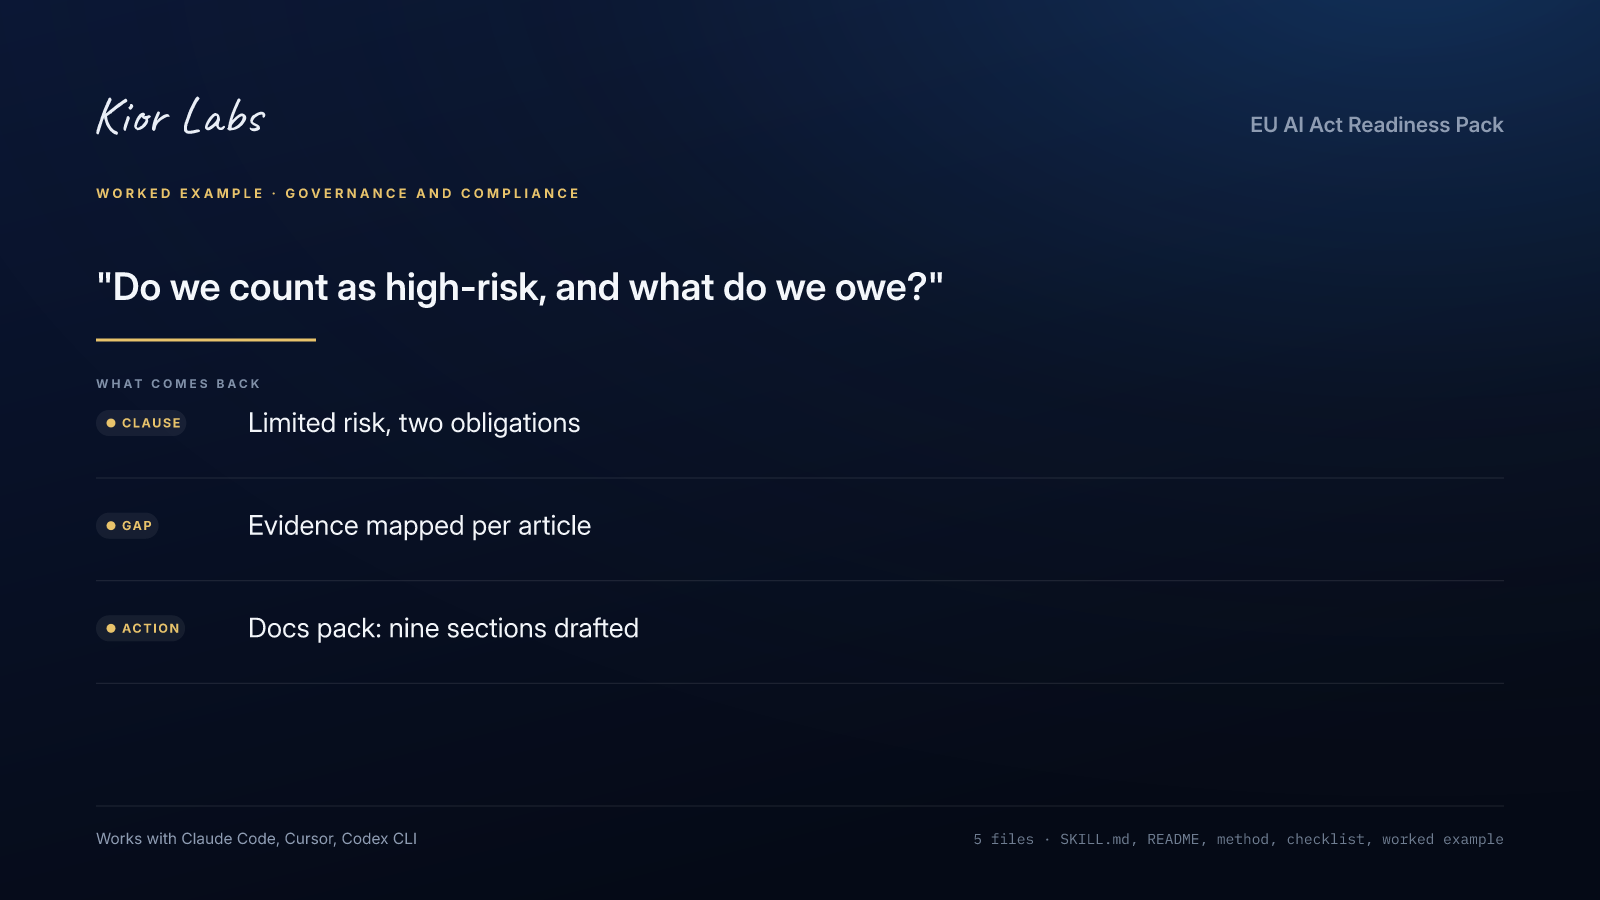 Kior Labs
EU AI Act Readiness Pack
WORKED EXAMPLE · GOVERNANCE AND COMPLIANCE
"Do we count as high-risk, and what do we owe?"
WHAT COMES BACK
CLAUSE
Limited risk, two obligations
GAP
Evidence mapped per article
ACTION
Docs pack: nine sections drafted
Works with Claude Code, Cursor, Codex CLI
5 files · SKILL.md, README, method, checklist, worked example